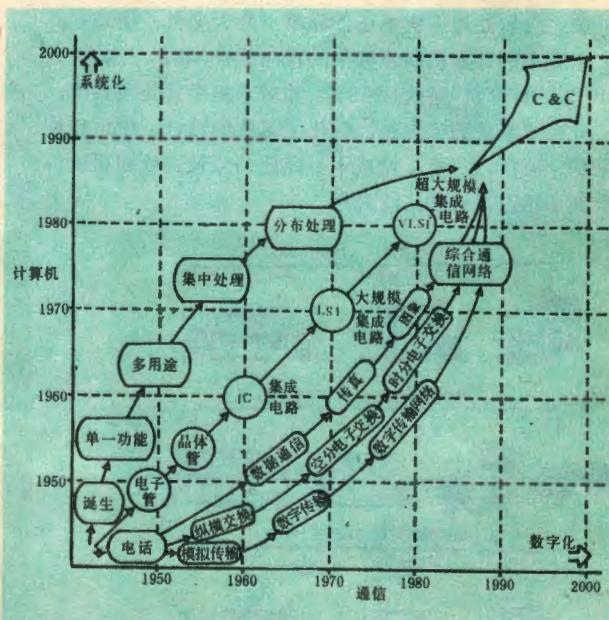 2000
系统化
C & C
1990
超大规模
集成
电路
分布处理
VLSI
1980
综合通
信网络
计算机
集中处理
大规模
集成
电路
LSI
图象
1970
时分电子交换
多用途
传真
IC
集成
电路
1960
数字传输网络
空分电子交换
单一功能
晶体
管
数据通信
1950
电子
管
诞生
纵横交换
数字传输
电话
模拟传输
数字化
1950
1960
1970
1980
1990
2000
通信